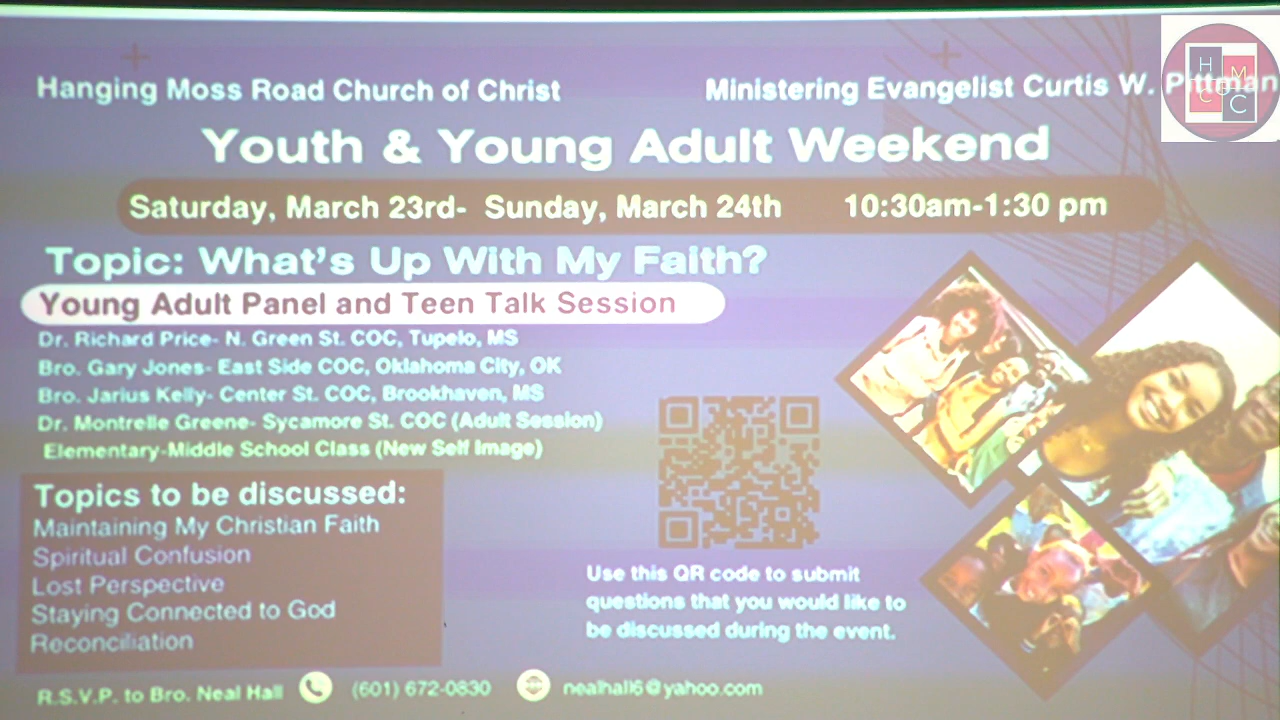 Hanging Moss Road Church of Christ
Ministering Evangelist Curtis W. Pittman
H M
C o C
Youth & Young Adult Weekend
Saturday, March 23rd- Sunday, March 24th 10:30am-1:30 pm
Topic: What's Up With My Faith?
Young Adult Panel and Teen Talk Session
Dr. Richard Price- N. Green St. COC, Tupelo, MS
Bro. Gary Jones- East Side COC, Oklahoma City, OK
Bro. Jarius Kelly- Center St. COC, Brookhaven, MS
Dr. Montrelle Greene- Sycamore St. COC (Adult Session)
Elementary-Middle School Class (New Self Image)
Topics to be discussed:
Maintaining My Christian Faith
Spiritual Confusion
Lost Perspective
Staying Connected to God
Reconciliation
Use this QR code to submit
questions that you would like to
be discussed during the event.
R.S.V.P. to Bro. Neal Hall (601) 672-0830 nealhall6@yahoo.com